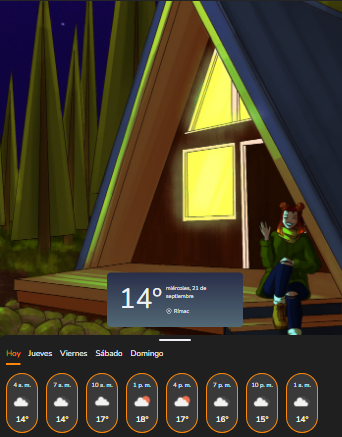 14°
miércoles, 21 de
septiembre
Rímac
Hoy Jueves Viernes Sábado Domingo
4 a. m. 7 a. m. 10 a. m. 1 p. m. 4 p. m. 7 p. m. 10 p. m. 1 a. m.
14° 14° 17° 18° 17° 16° 15° 14°